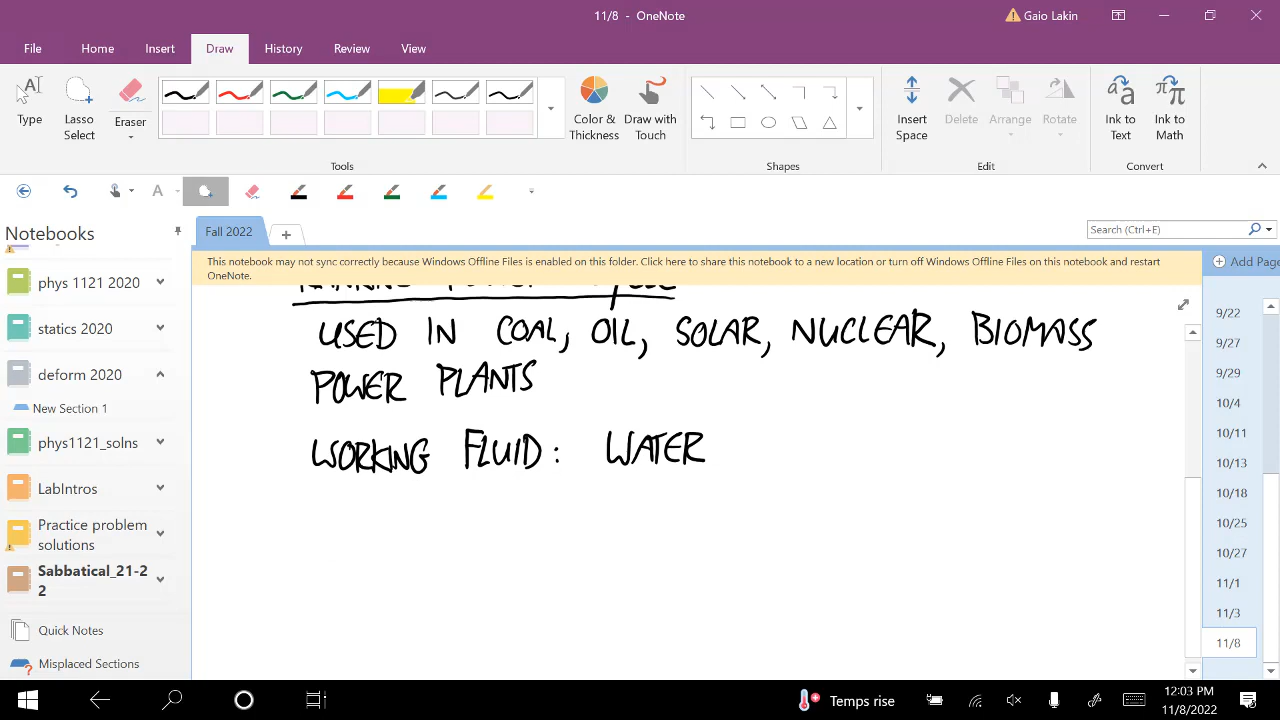 11/8 - OneNote
Gaio Lakin
File Home Insert Draw History Review View
Type
Lasso Select
Eraser
Color & Thickness
Draw with Touch
Insert Space
Delete
Arrange
Rotate
Ink to Text
Ink to Math
Tools
Shapes
Edit
Convert
Notebooks
Fall 2022
Search (Ctrl+E)
This notebook may not sync correctly because Windows Offline Files is enabled on this folder. Click here to share this notebook to a new location or turn off Windows Offline Files on this notebook and restart
OneNote.
Add Page
phys 1121 2020
statics 2020
deform 2020
New Section 1
phys1121_solns
LabIntros
Practice problem
solutions
Sabbatical_21-2
2
Quick Notes
Misplaced Sections
USED IN COAL, OIL, SOLAR, NUCLEAR, BIOMASS
POWER PLANTS
WORKING FLUID: WATER
9/22
9/27
9/29
10/4
10/11
10/13
10/18
10/25
10/27
11/1
11/3
11/8
Temps rise
12:03 PM
11/8/2022